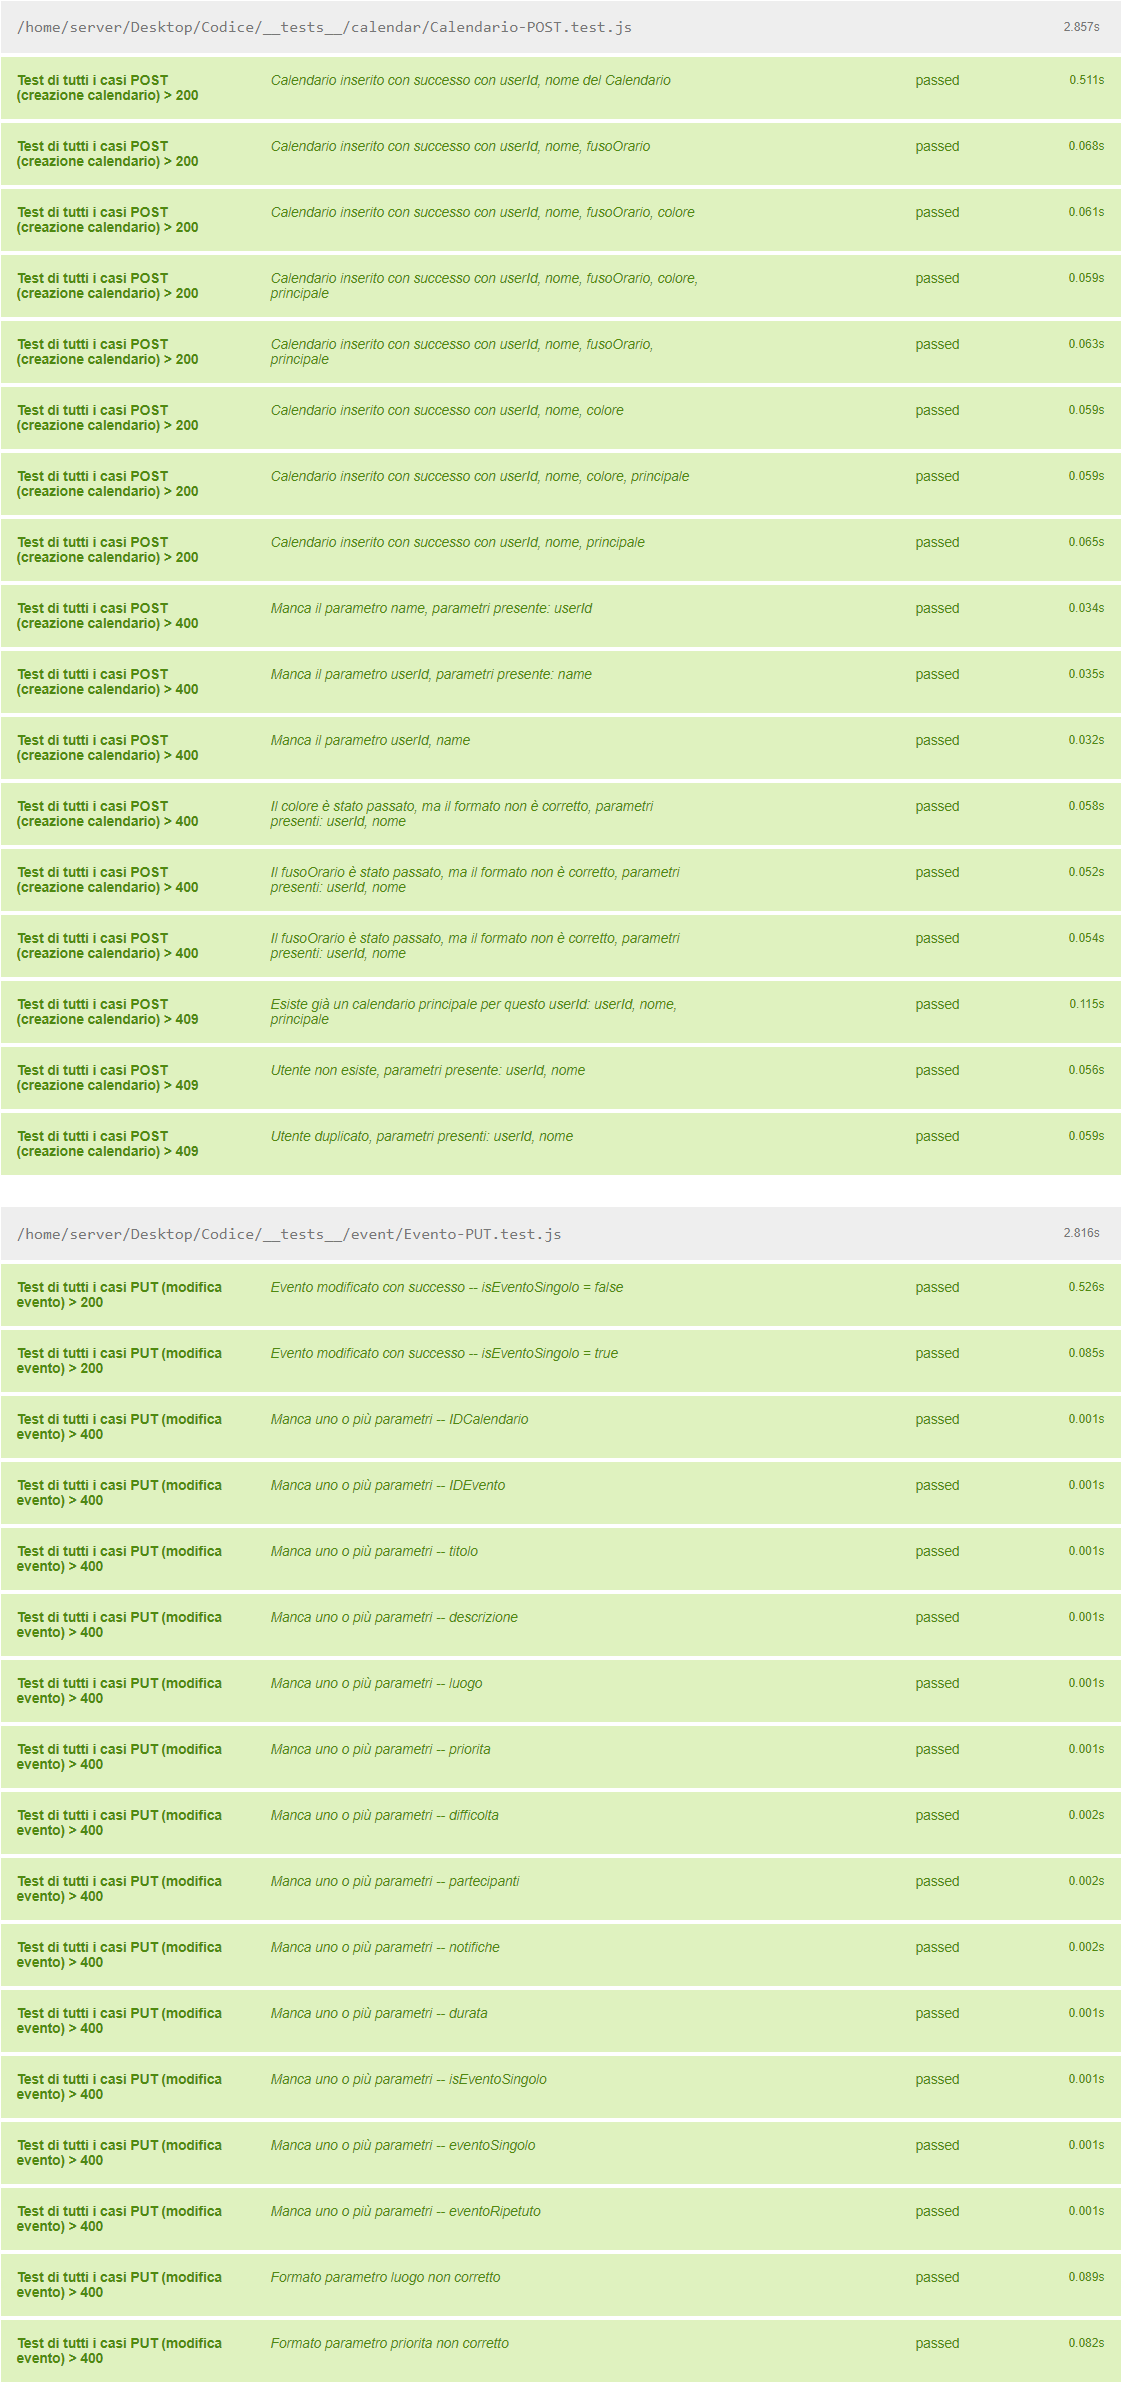 /home/server/Desktop/Codice/__tests__/calendar/Calendario-POST.test.js 2.857s
Test di tutti i casi POST Calendario inserito con successo con userId, nome del Calendario passed 0.511s
(creazione calendario) > 200
Test di tutti i casi POST Calendario inserito con successo con userId, nome, fusoOrario passed 0.068s
(creazione calendario) > 200
Test di tutti i casi POST Calendario inserito con successo con userId, nome, fusoOrario, colore passed 0.061s
(creazione calendario) > 200
Test di tutti i casi POST Calendario inserito con successo con userId, nome, fusoOrario, colore, passed 0.059s
(creazione calendario) > 200 principale
Test di tutti i casi POST Calendario inserito con successo con userId, nome, fusoOrario, passed 0.063s
(creazione calendario) > 200 principale
Test di tutti i casi POST Calendario inserito con successo con userId, nome, colore passed 0.059s
(creazione calendario) > 200
Test di tutti i casi POST Calendario inserito con successo con userId, nome, colore, principale passed 0.059s
(creazione calendario) > 200
Test di tutti i casi POST Calendario inserito con successo con userId, nome, principale passed 0.065s
(creazione calendario) > 200
Test di tutti i casi POST Manca il parametro name, parametri presente: userId passed 0.034s
(creazione calendario) > 400
Test di tutti i casi POST Manca il parametro userId, parametri presente: name passed 0.035s
(creazione calendario) > 400
Test di tutti i casi POST Manca il parametro userId, name passed 0.032s
(creazione calendario) > 400
Test di tutti i casi POST Il colore è stato passato, ma il formato non è corretto, parametri passed 0.058s
(creazione calendario) > 400 presenti: userId, nome
Test di tutti i casi POST Il fusoOrario è stato passato, ma il formato non è corretto, parametri passed 0.052s
(creazione calendario) > 400 presenti: userId, nome
Test di tutti i casi POST Il fusoOrario è stato passato, ma il formato non è corretto, parametri passed 0.054s
(creazione calendario) > 400 presenti: userId, nome
Test di tutti i casi POST Esiste già un calendario principale per questo userId: userId, nome, passed 0.115s
(creazione calendario) > 409 principale
Test di tutti i casi POST Utente non esiste, parametri presente: userId, nome passed 0.056s
(creazione calendario) > 409
Test di tutti i casi POST Utente duplicato, parametri presenti: userId, nome passed 0.059s
(creazione calendario) > 409
/home/server/Desktop/Codice/__tests__/event/Evento-PUT.test.js 2.816s
Test di tutti i casi PUT (modifica Evento modificato con successo -- isEventoSingolo = false passed 0.526s
evento) > 200
Test di tutti i casi PUT (modifica Evento modificato con successo -- isEventoSingolo = true passed 0.085s
evento) > 200
Test di tutti i casi PUT (modifica Manca uno o più parametri -- IDCalendario passed 0.001s
evento) > 400
Test di tutti i casi PUT (modifica Manca uno o più parametri -- IDEvento passed 0.001s
evento) > 400
Test di tutti i casi PUT (modifica Manca uno o più parametri -- titolo passed 0.001s
evento) > 400
Test di tutti i casi PUT (modifica Manca uno o più parametri -- descrizione passed 0.001s
evento) > 400
Test di tutti i casi PUT (modifica Manca uno o più parametri -- luogo passed 0.001s
evento) > 400
Test di tutti i casi PUT (modifica Manca uno o più parametri -- priorita passed 0.001s
evento) > 400
Test di tutti i casi PUT (modifica Manca uno o più parametri -- difficolta passed 0.002s
evento) > 400
Test di tutti i casi PUT (modifica Manca uno o più parametri -- partecipanti passed 0.002s
evento) > 400
Test di tutti i casi PUT (modifica Manca uno o più parametri -- notifiche passed 0.002s
evento) > 400
Test di tutti i casi PUT (modifica Manca uno o più parametri -- durata passed 0.001s
evento) > 400
Test di tutti i casi PUT (modifica Manca uno o più parametri -- isEventoSingolo passed 0.001s
evento) > 400
Test di tutti i casi PUT (modifica Manca uno o più parametri -- eventoSingolo passed 0.001s
evento) > 400
Test di tutti i casi PUT (modifica Manca uno o più parametri -- eventoRipetuto passed 0.001s
evento) > 400
Test di tutti i casi PUT (modifica Formato parametro luogo non corretto passed 0.089s
evento) > 400
Test di tutti i casi PUT (modifica Formato parametro priorita non corretto passed 0.082s
evento) > 400